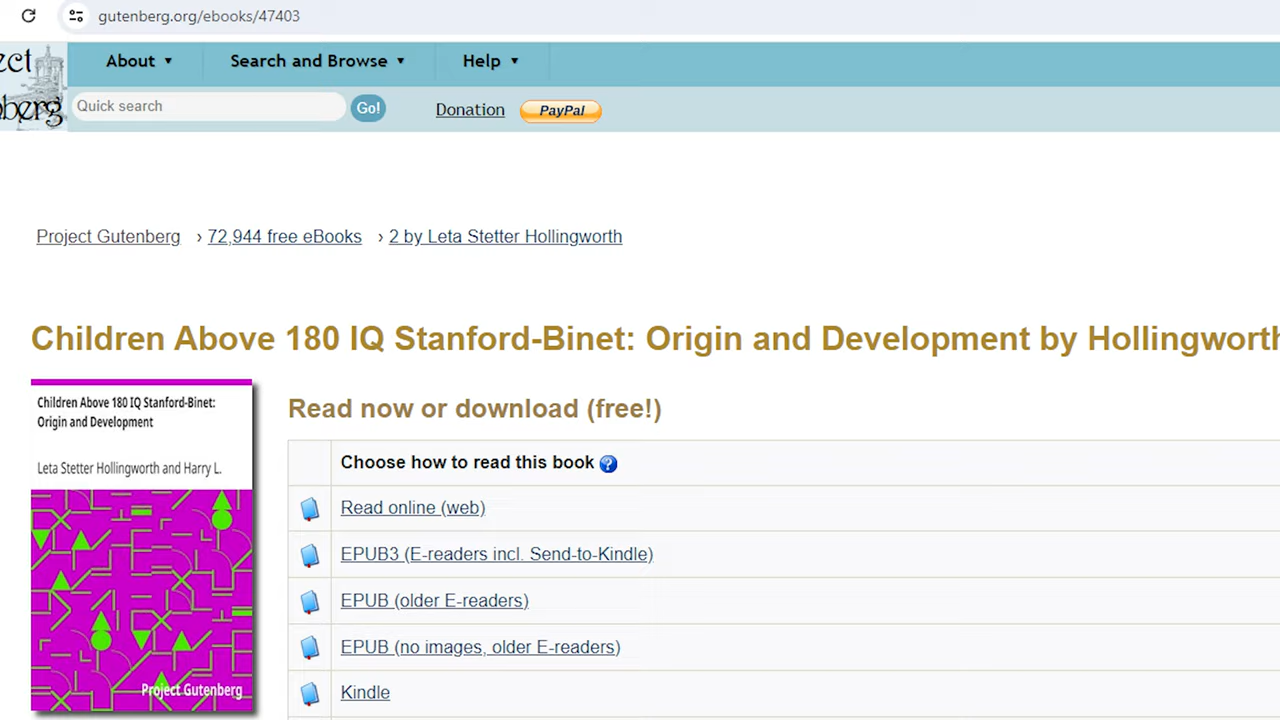 gutenberg.org/ebooks/47403
ect
berg
About ▼ Search and Browse ▼ Help ▼
Quick search Go! Donation PayPal
Project Gutenberg › 72,944 free eBooks › 2 by Leta Stetter Hollingworth
Children Above 180 IQ Stanford-Binet: Origin and Development by Hollingworth
Children Above 180 IQ Stanford-Binet:
Origin and Development
Leta Stetter Hollingworth and Harry L.
Project Gutenberg
Read now or download (free!)
Choose how to read this book ?
Read online (web)
EPUB3 (E-readers incl. Send-to-Kindle)
EPUB (older E-readers)
EPUB (no images, older E-readers)
Kindle